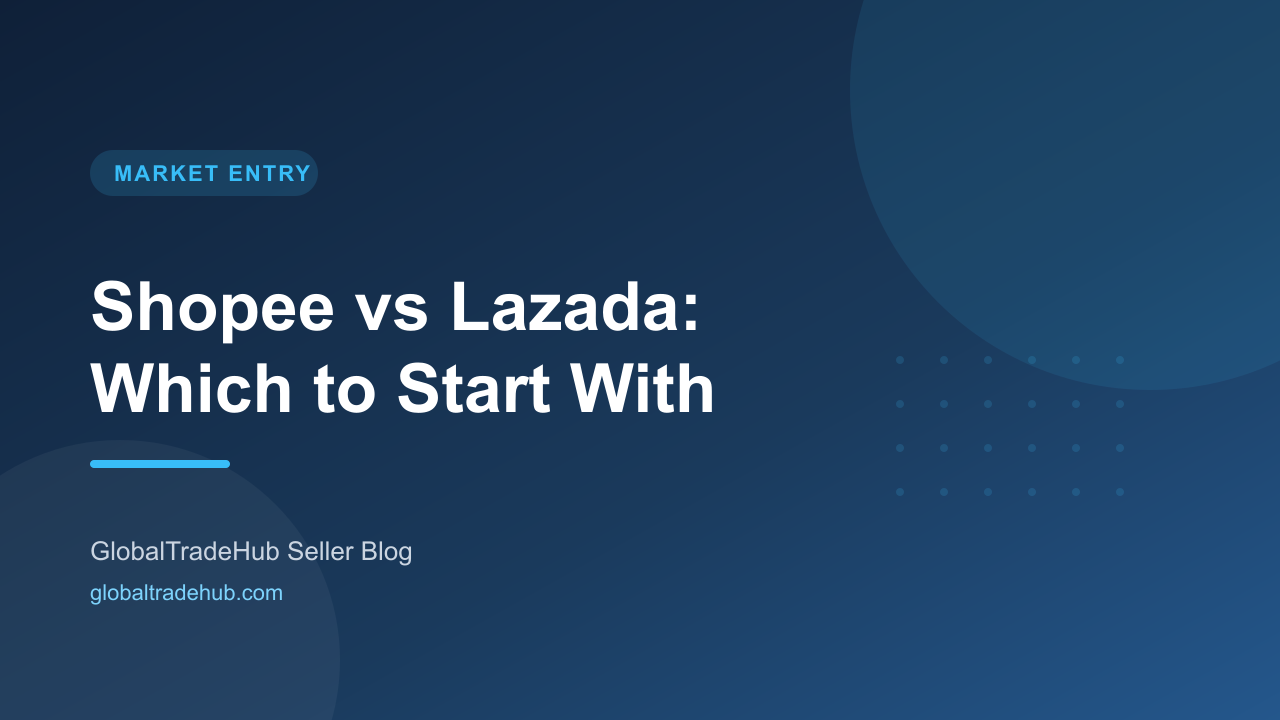 MARKET ENTRY
Shopee vs Lazada:
Which to Start With
GlobalTradeHub Seller Blog
globaltradehub.com